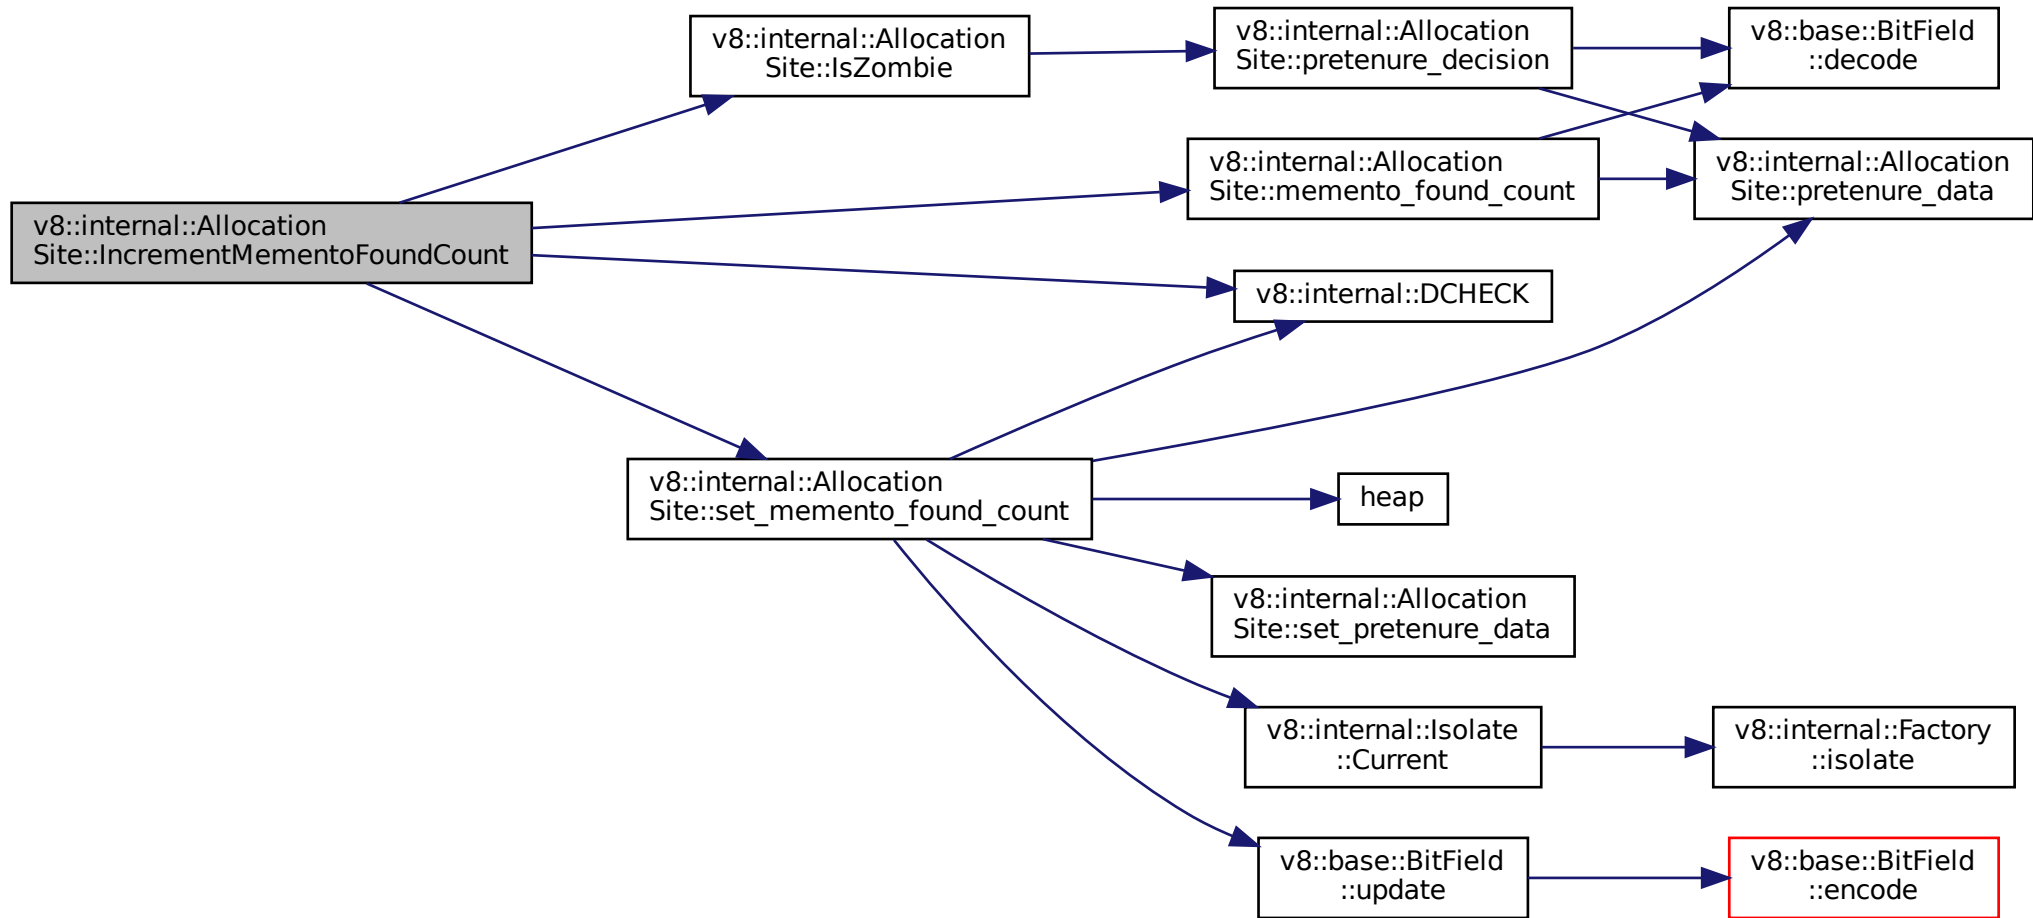 v8::internal::Allocation
Site::IncrementMementoFoundCount
v8::internal::Allocation
Site::IsZombie
v8::internal::Allocation
Site::pretenure_decision
v8::base::BitField
::decode
v8::internal::Allocation
Site::memento_found_count
v8::internal::Allocation
Site::pretenure_data
v8::internal::DCHECK
v8::internal::Allocation
Site::set_memento_found_count
heap
v8::internal::Allocation
Site::set_pretenure_data
v8::internal::Isolate
::Current
v8::internal::Factory
::isolate
v8::base::BitField
::update
v8::base::BitField
::encode